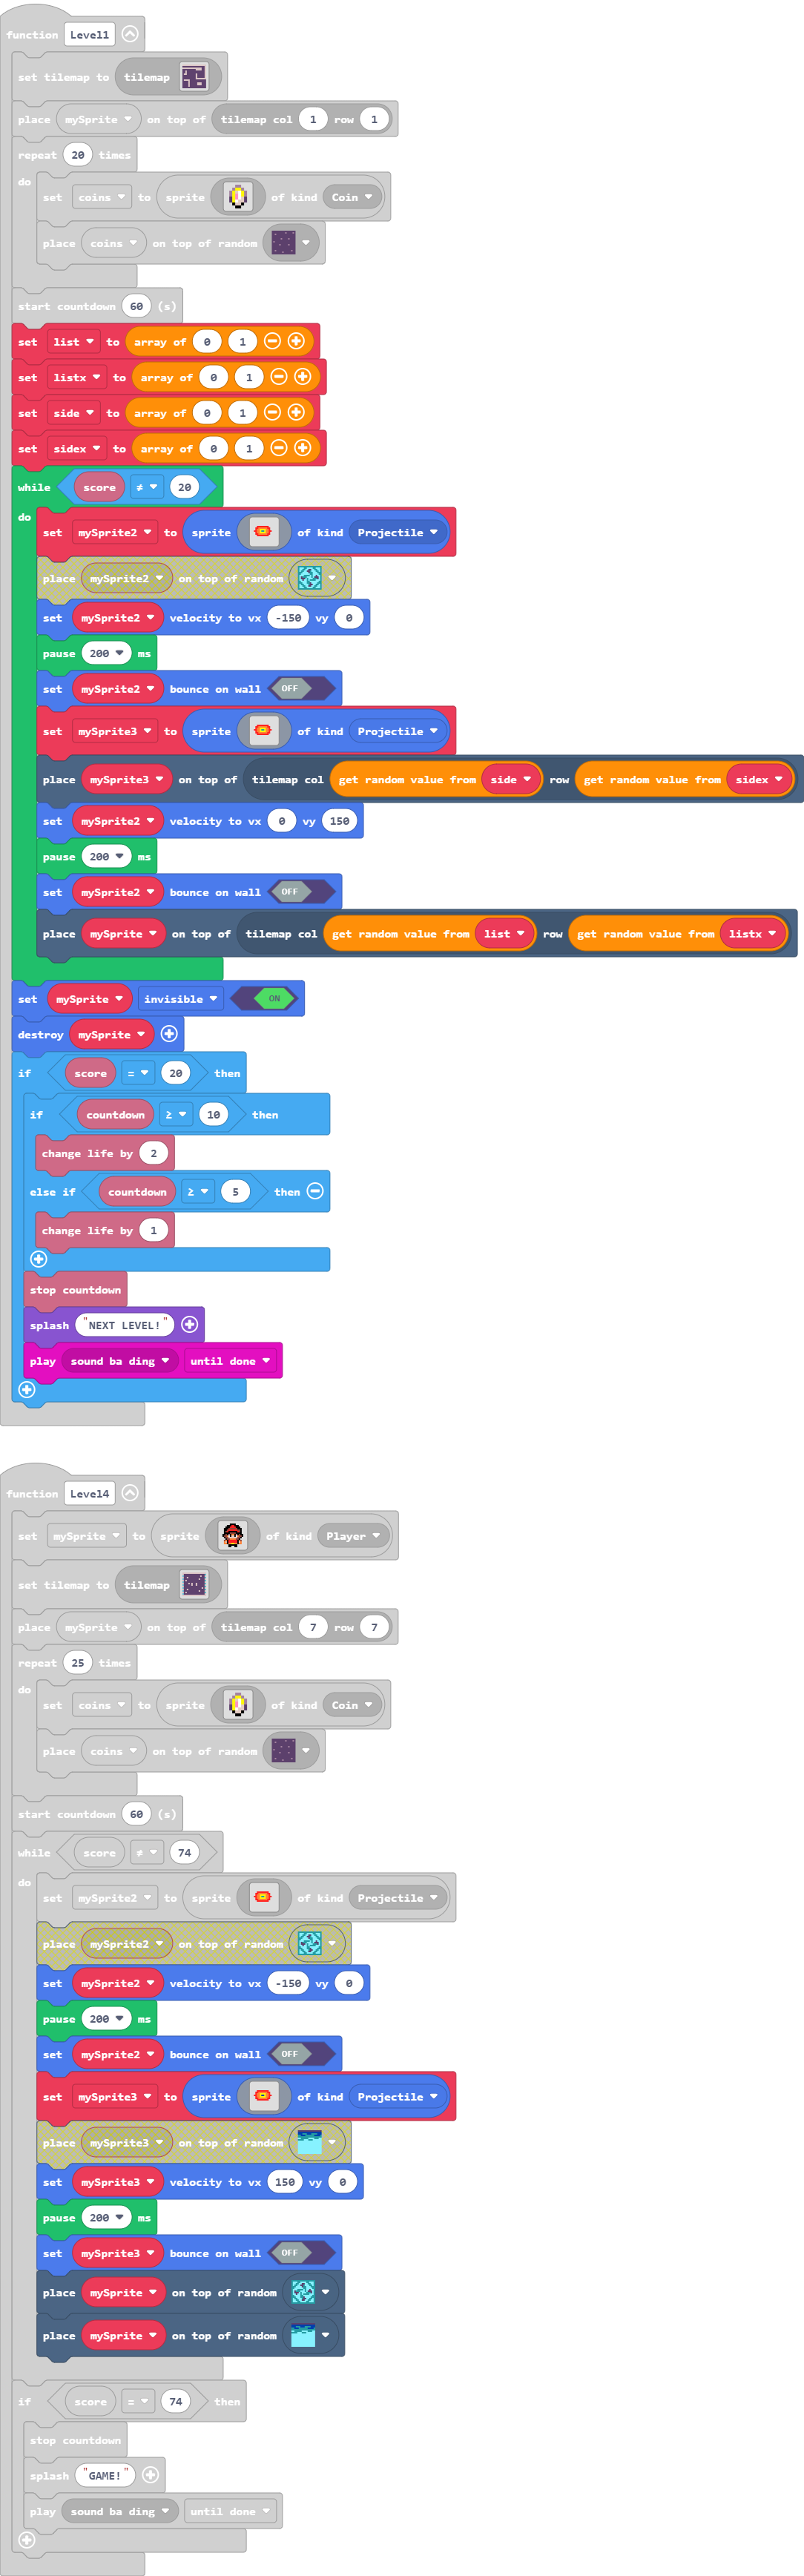 function Level1
set tilemap to tilemap
place mySprite on top of tilemap col 1 row 1
repeat 20 times
do
set coins to sprite of kind Coin
place coins on top of random
start countdown 60 (s)
set list to array of 0 1
set listx to array of 0 1
set side to array of 0 1
set sidex to array of 0 1
while score ≠ 20
do
set mySprite2 to sprite of kind Projectile
place mySprite2 on top of random
set mySprite2 velocity to vx -150 vy 0
pause 200 ms
set mySprite2 bounce on wall OFF
set mySprite3 to sprite of kind Projectile
place mySprite3 on top of tilemap col get random value from side row get random value from sidex
set mySprite2 velocity to vx 0 vy 150
pause 200 ms
set mySprite2 bounce on wall OFF
place mySprite on top of tilemap col get random value from list row get random value from listx
set mySprite invisible ON
destroy mySprite
if score = 20 then
if countdown ≥ 10 then
change life by 2
else if countdown ≥ 5 then
change life by 1
stop countdown
splash "NEXT LEVEL!"
play sound ba ding until done
function Level4
set mySprite to sprite of kind Player
set tilemap to tilemap
place mySprite on top of tilemap col 7 row 7
repeat 25 times
do
set coins to sprite of kind Coin
place coins on top of random
start countdown 60 (s)
while score ≠ 74
do
set mySprite2 to sprite of kind Projectile
place mySprite2 on top of random
set mySprite2 velocity to vx -150 vy 0
pause 200 ms
set mySprite2 bounce on wall OFF
set mySprite3 to sprite of kind Projectile
place mySprite3 on top of random
set mySprite3 velocity to vx 150 vy 0
pause 200 ms
set mySprite3 bounce on wall OFF
place mySprite on top of random
place mySprite on top of random
if score = 74 then
stop countdown
splash "GAME!"
play sound ba ding until done